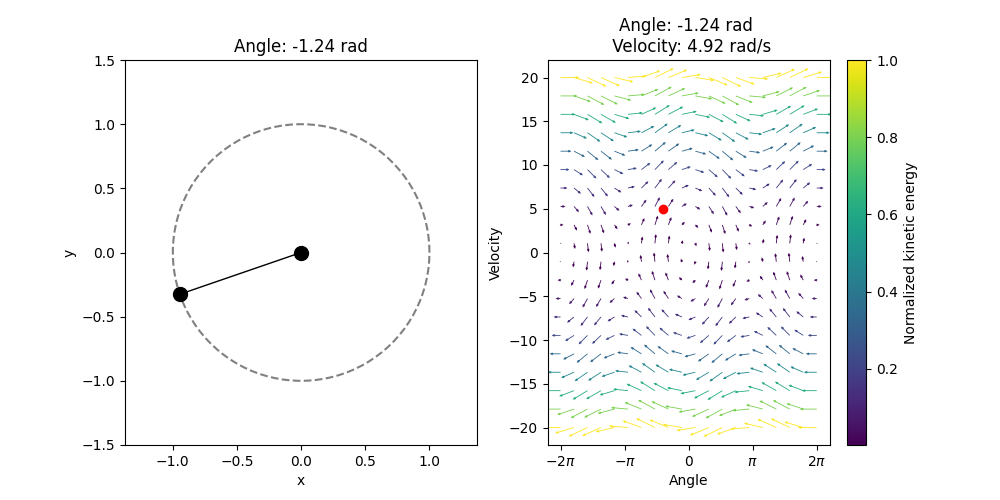 Angle: -1.24 rad
1.5
1.0
0.5
0.0
−0.5
−1.0
−1.5
y
−1.0
−0.5
0.0
0.5
1.0
x
Angle: -1.24 rad
Velocity: 4.92 rad/s
20
15
10
5
0
−5
−10
−15
−20
Velocity
−2π
−π
0
π
2π
Angle
1.0
0.8
0.6
0.4
0.2
Normalized kinetic energy